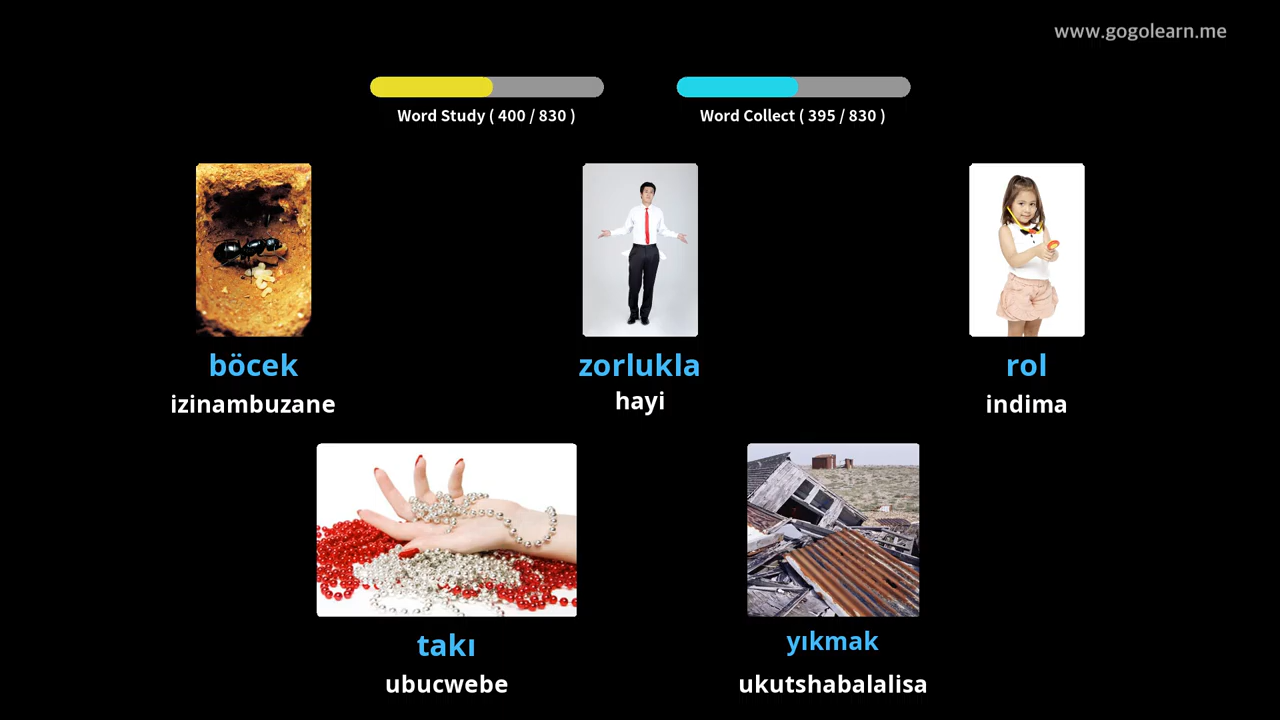 www.gogolearn.me
Word Study ( 400 / 830 )
Word Collect ( 395 / 830 )
böcek
izinambuzane
zorlukla
hayi
rol
indima
takı
ubucwebe
yıkmak
ukutshabalalisa